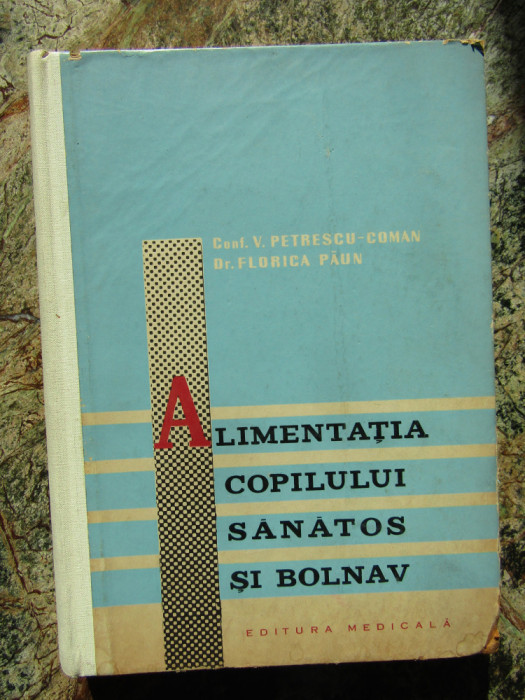 Conf. V. PETRESCU-COMAN
Dr. FLORICA PĂUN
ALIMENTAȚIA
COPILULUI
SĂNĂTOS
ȘI BOLNAV
EDITURA MEDICALĂ